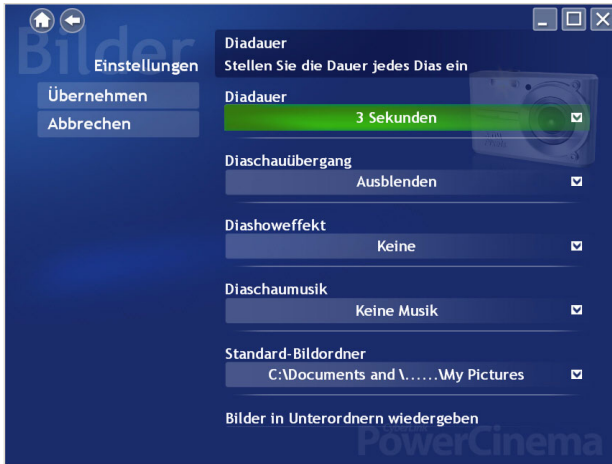 Bilder
Einstellungen
Übernehmen
Abbrechen
Diadauer
Stellen Sie die Dauer jedes Dias ein
Diadauer
3 Sekunden
Diaschauübergang
Ausblenden
Diashoweffekt
Keine
Diaschaumusik
Keine Musik
Standard-Bildordner
C:\Documents and \......\My Pictures
Bilder in Unterordnern wiedergeben
PowerCinema